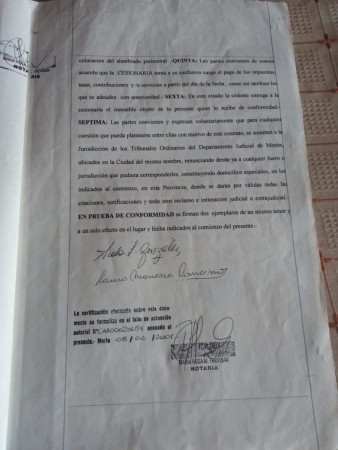 colocación del alambrado perimetral.-QUINTA: Las partes convienen de común
acuerdo que la CESIONARIA toma a su exclusivo cargo el pago de los impuestos,
tasas, contribuciones y /o servicios a partir del día de la fecha, como así también los
que se adeuden con anterioridad.-SEXTA: En este estado la cedente entrega a la
cesionaria el inmueble objeto de la presente quien lo recibe de conformidad.-
SEPTIMA: Las partes convienen y expresan voluntariamente que para cualquier
cuestión que pueda plantearse entre ellas con motivo de este contrato, se someten a la
Jurisdicción de los Tribunales Ordinarios del Departamento Judicial de Morón,
ubicados en la Ciudad del mismo nombre, renunciando desde ya a cualquier fuero o
jurisdicción que pudiera corresponderles, constituyendo domicilios especiales, en los
indicados al comienzo, en esta Provincia, donde se darán por válidas todas las
citaciones, notificaciones y todo otro reclamo o intimación judicial o extrajudicial.
EN PRUEBA DE CONFORMIDAD se firman dos ejemplares de un mismo tenor y
a un solo efecto en el lugar y fecha indicados al comienzo del presente.-
Gonzalez
Laura Mariana
La certificación efectuada sobre este docu-
mento se formaliza en el folio de actuación
notarial anexado al
presente.- Merlo 08/02/2001
NOTARIA